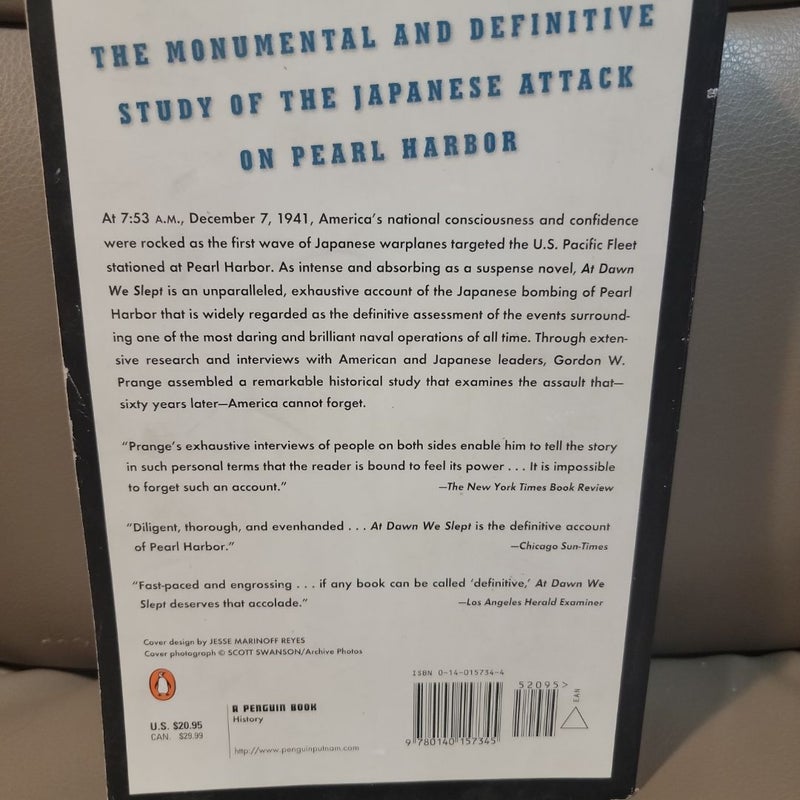 THE MONUMENTAL AND DEFINITIVE
STUDY OF THE JAPANESE ATTACK
ON PEARL HARBOR
At 7:53 A.M., December 7, 1941, America's national consciousness and confidence
were rocked as the first wave of Japanese warplanes targeted the U.S. Pacific Fleet
stationed at Pearl Harbor. As intense and absorbing as a suspense novel, At Dawn
We Slept is an unparalleled, exhaustive account of the Japanese bombing of Pearl
Harbor that is widely regarded as the definitive assessment of the events surround-
ing one of the most daring and brilliant naval operations of all time. Through exten-
sive research and interviews with American and Japanese leaders, Gordon W.
Prange assembled a remarkable historical study that examines the assault that—
sixty years later—America cannot forget.
"Prange's exhaustive interviews of people on both sides enable him to tell the story
in such personal terms that the reader is bound to feel its power . . . It is impossible
to forget such an account."
—The New York Times Book Review
"Diligent, thorough, and evenhanded . . . At Dawn We Slept is the definitive account
of Pearl Harbor."
—Chicago Sun-Times
"Fast-paced and engrossing . . . if any book can be called 'definitive,' At Dawn We
Slept deserves that accolade."
—Los Angeles Herald Examiner
Cover design by JESSE MARINOFF REYES
Cover photograph © SCOTT SWANSON/Archive Photos
U.S. $20.95
CAN. $29.99
A PENGUIN BOOK
History
http://www.penguinputnam.com
ISBN 0-14-015734-4
52095>
EAN
9 780140 157345